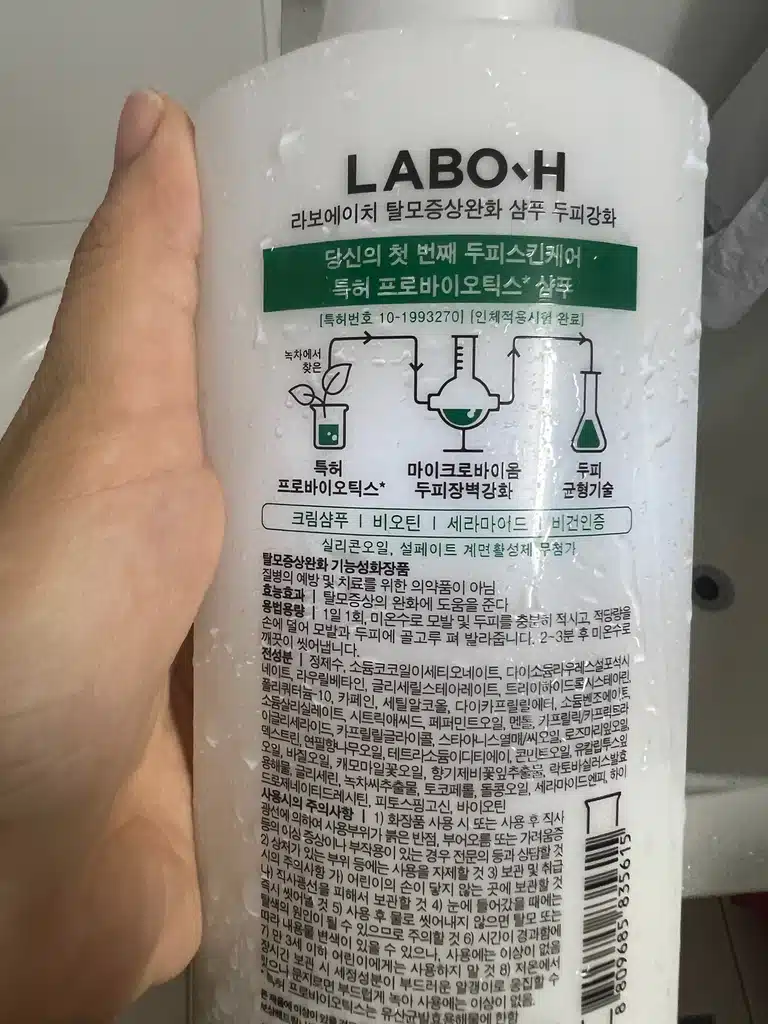 LABO-H
라보에이치 탈모증상완화 샴푸 두피강화
당신의 첫 번째 두피스킨케어
특허 프로바이오틱스* 샴푸
[특허번호 10-1993270] [인체적용시험 완료]
녹차에서
찾은
특허
프로바이오틱스*
마이크로바이옴
두피장벽강화
두피
균형기술
크림샴푸 | 비오틴 | 세라마이드 | 비건인증
실리콘오일, 설페이트 계면활성제 무첨가
탈모증상완화 기능성화장품
질병의 예방 및 치료를 위한 의약품이 아님
효능효과 | 탈모증상의 완화에 도움을 준다
용법용량 | 1일 1회, 미온수로 모발 및 두피를 충분히 적시고, 적당량을
손에 덜어 모발과 두피에 골고루 펴 발라줍니다. 2-3분 후 미온수로
깨끗이 씻어냅니다.
전성분 | 정제수, 소듐코코일이세티오네이트, 다이소듐라우레스설포석시
네이트, 라우릴베타인, 글리세릴스테아레이트, 트라이하이드록시스테아린,
폴리쿼터늄-10, 카페인, 세틸알코올, 다이카프릴릴에터, 소듐벤조에이트,
소듐살리실레이트, 시트릭애씨드, 페퍼민트오일, 멘톨, 카프릴릭/카프릭트라
이글리세라이드, 카프릴릴글라이콜, 스타아니스열매/씨오일, 로즈마리잎오일,
덱스트린, 연필향나무오일, 테트라소듐이디티에이, 콘민트오일, 유칼립투스잎
오일, 바질오일, 캐모마일꽃오일, 향기제비꽃잎추출물, 락토바실러스발효
용해물, 글리세린, 녹차씨추출물, 토코페롤, 돌콩오일, 세라마이드엔피, 하이
드로제네이티드레시틴, 피토스핑고신, 바이오틴
사용시의 주의사항 | 1) 화장품 사용 시 또는 사용 후 직사
광선에 의하여 사용부위가 붉은 반점, 부어오름 또는 가려움증
등의 이상 증상이나 부작용이 있는 경우 전문의 등과 상담할 것
2) 상처가 있는 부위 등에는 사용을 자제할 것 3) 보관 및 취급
시의 주의사항 가) 어린이의 손이 닿지 않는 곳에 보관할 것
나) 직사광선을 피해서 보관할 것 4) 눈에 들어갔을 때에는
즉시 씻어낼 것 5) 사용 후 물로 씻어내지 않으면 탈모 또는
탈색의 원인이 될 수 있으므로 주의할 것 6) 시간이 경과함에
따라 내용물 변색이 있을 수 있으나, 사용에는 이상이 없음
7) 만 3세 이하 어린이에게는 사용하지 말 것 8) 저온에서
장시간 보관 시 세정성분이 부드러운 알갱이로 응집할 수
있으나 문지르면 부드럽게 녹아 사용에는 이상이 없음.
*특허 프로바이오틱스는 유산균발효용해물에 한함
8 809685 835615